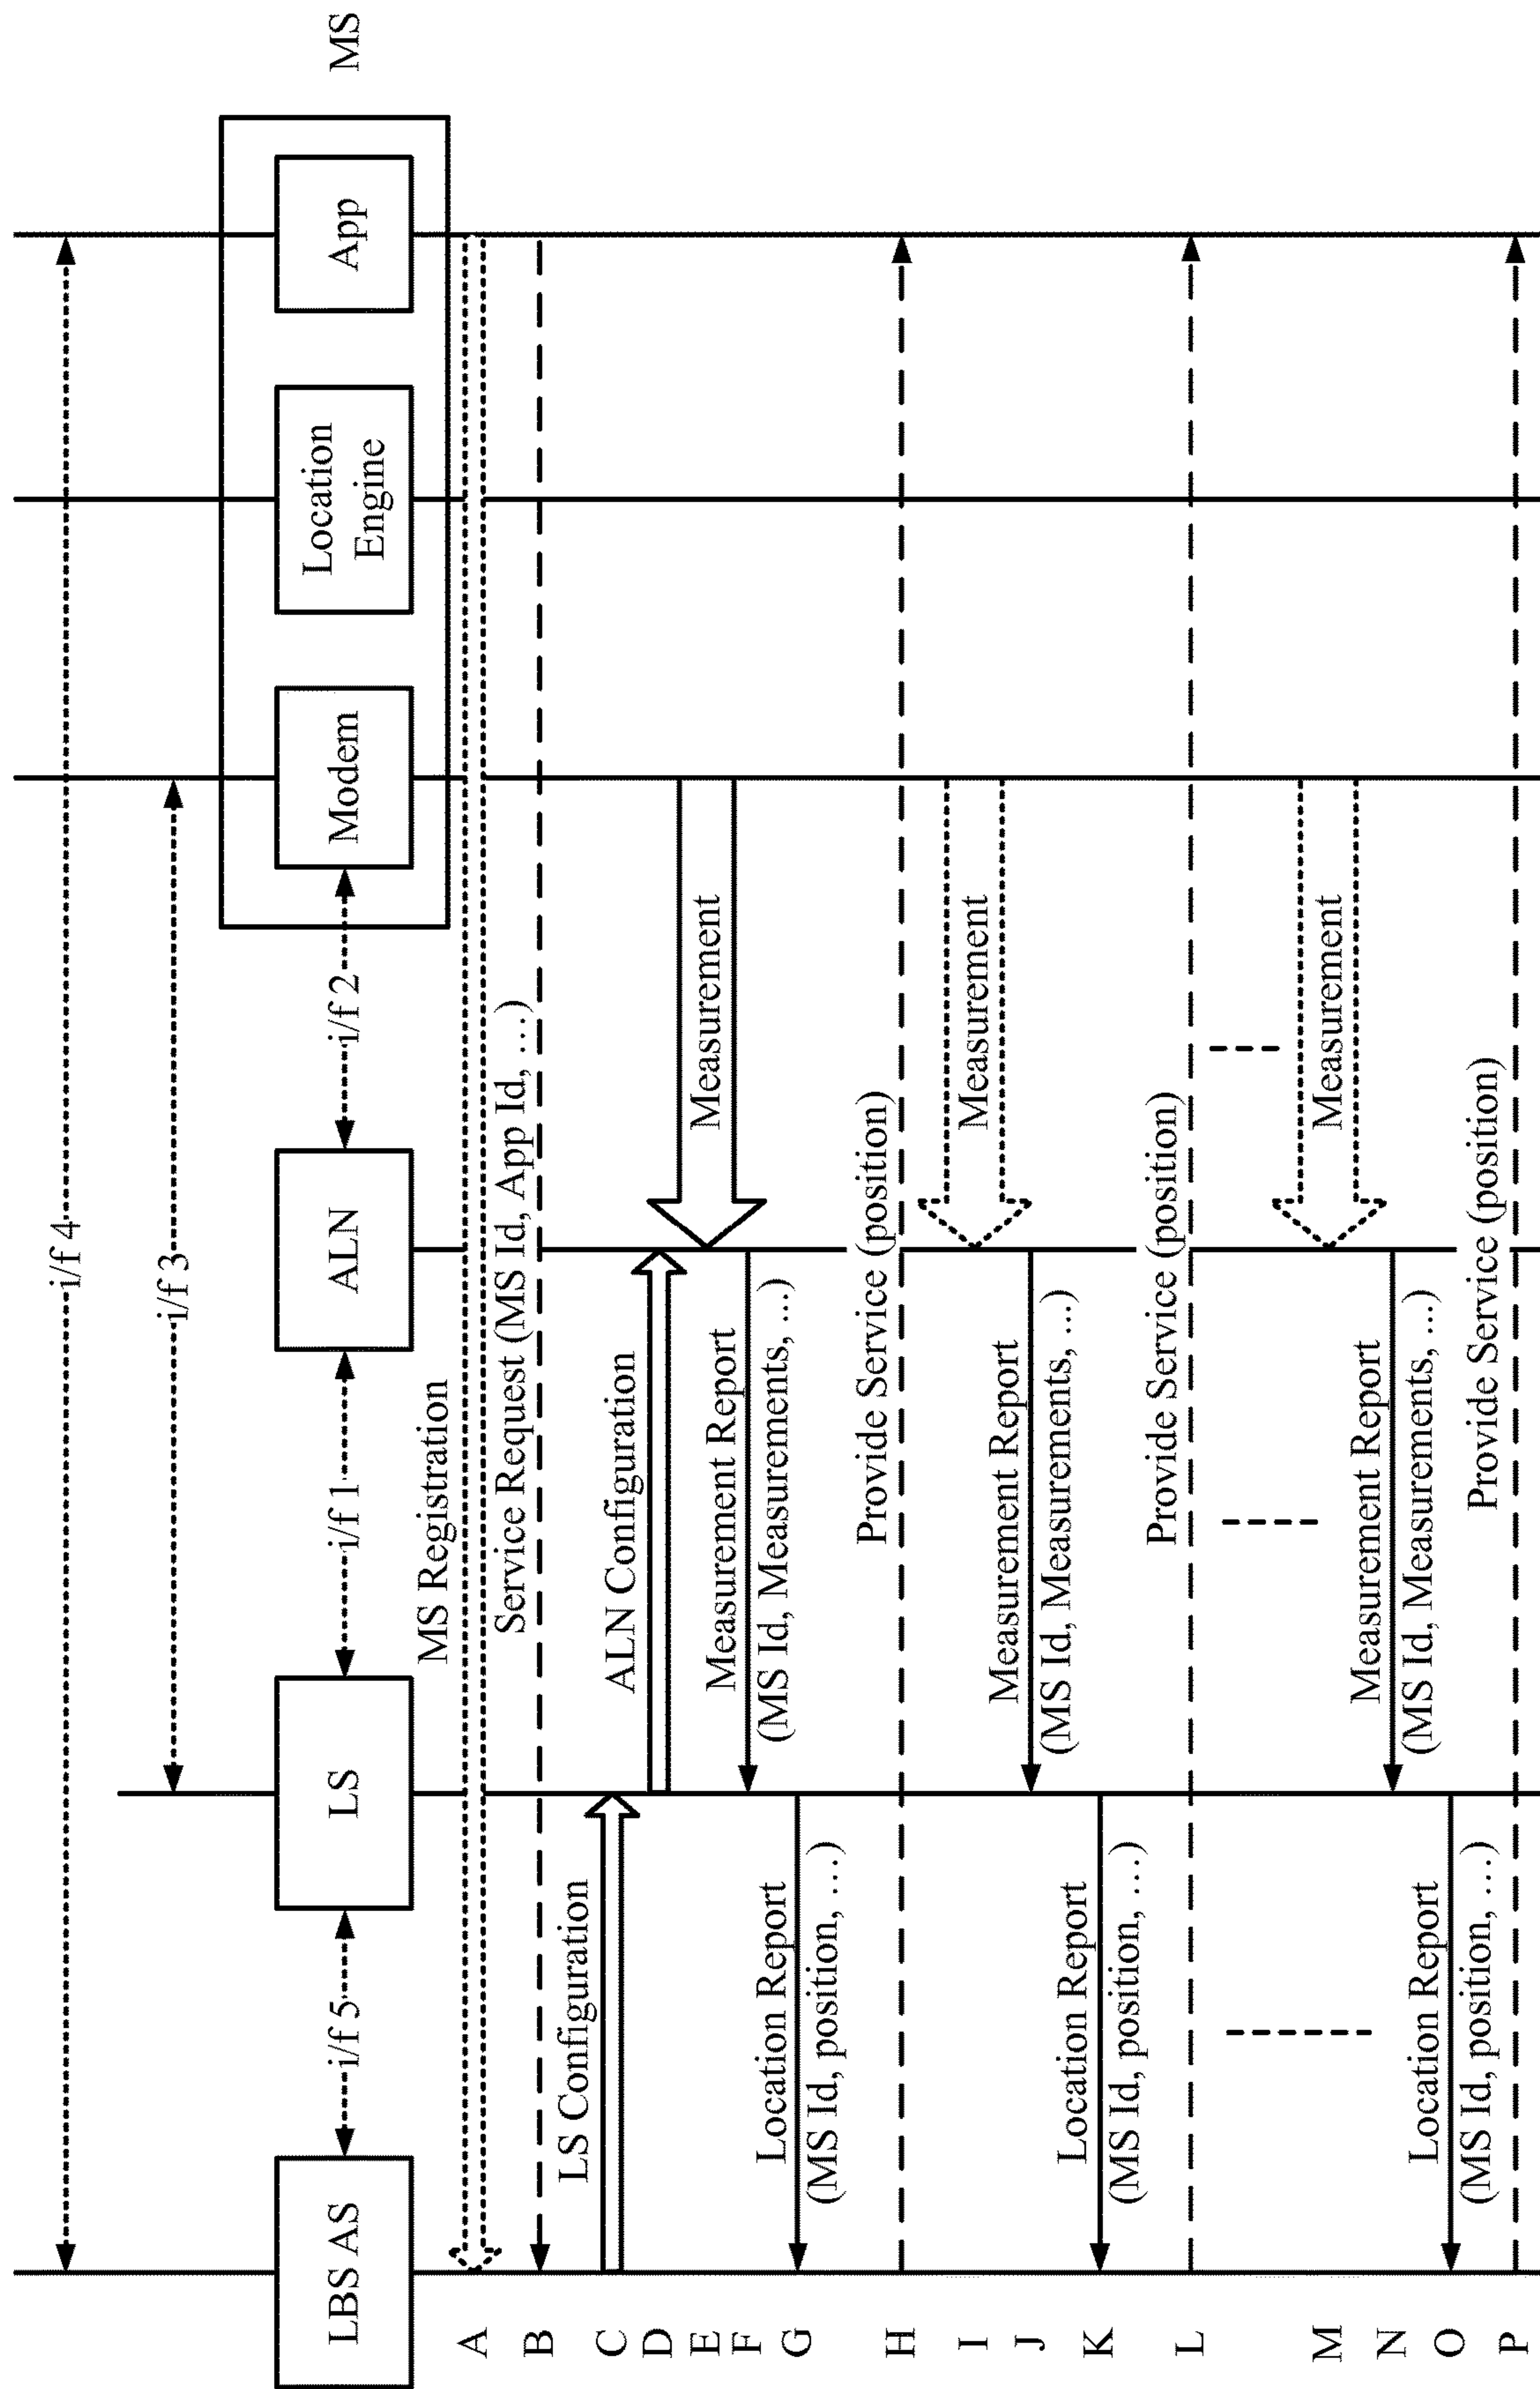 i/f 4
i/f 3
LBS AS
i/f 5
LS
i/f 1
ALN
i/f 2
Modem
Location
Engine
App
MS
A
MS Registration
B
Service Request (MS Id, App Id, …)
C
LS Configuration
D
ALN Configuration
E
Measurement
F
Measurement Report
(MS Id, Measurements, …)
G
Location Report
(MS Id, position, …)
H
Provide Service (position)
I
Measurement
J
Measurement Report
(MS Id, Measurements, …)
K
Location Report
(MS Id, position, …)
L
Provide Service (position)
M
Measurement
N
Measurement Report
(MS Id, Measurements, …)
O
Location Report
(MS Id, position, …)
P
Provide Service (position)